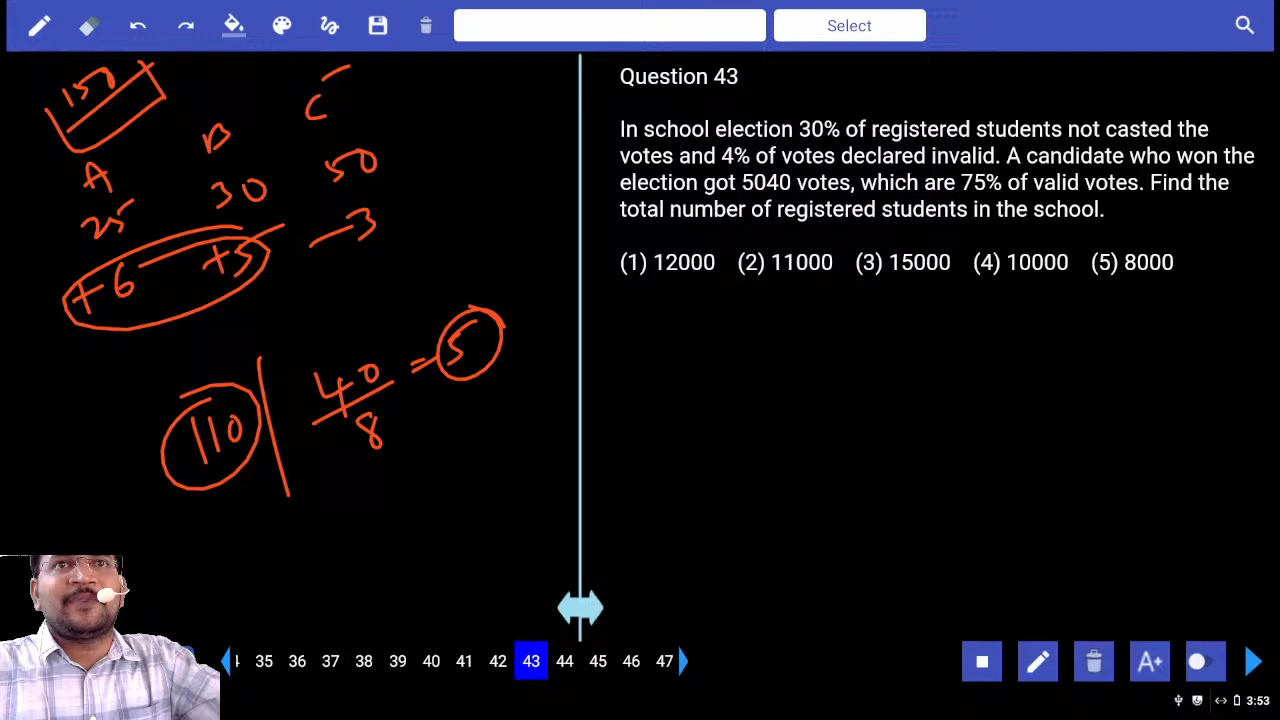 Select
150
A B C
25 30 50
+6 +5 -3
110 40/8 = 5
Question 43
In school election 30% of registered students not casted the
votes and 4% of votes declared invalid. A candidate who won the
election got 5040 votes, which are 75% of valid votes. Find the
total number of registered students in the school.
(1) 12000 (2) 11000 (3) 15000 (4) 10000 (5) 8000
35 36 37 38 39 40 41 42 43 44 45 46 47
A+
3:53